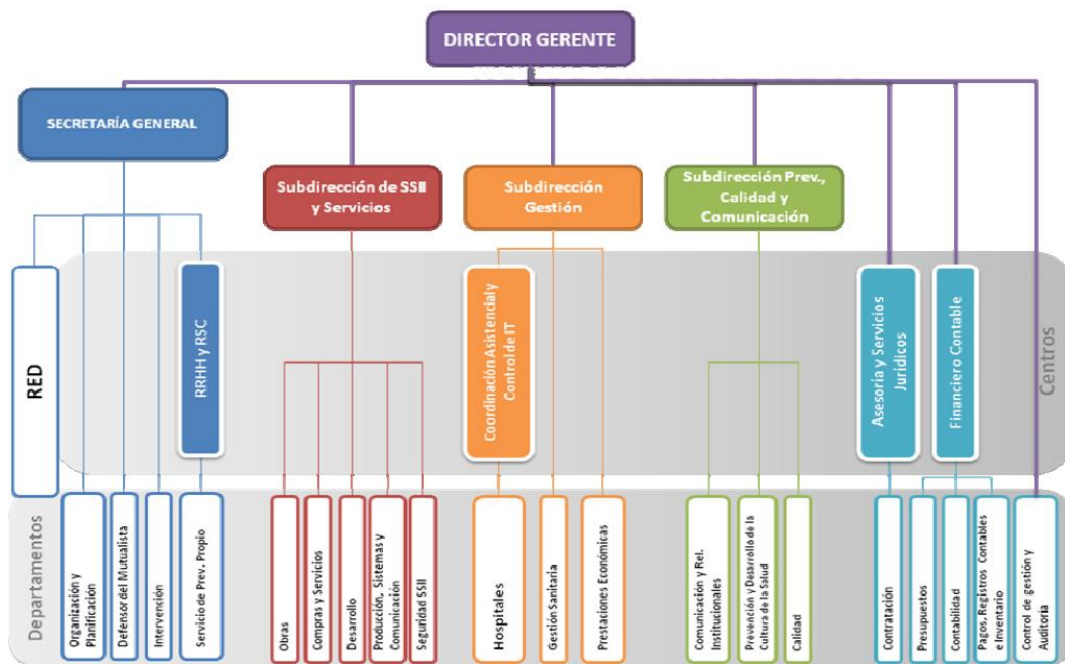 DIRECTOR GERENTE
SECRETARÍA GENERAL
Subdirección de SSII
y Servicios
Subdirección
Gestión
Subdirección Prev.,
Calidad y
Comunicación
RED
RRHH y RSC
Coordinación Asistencial y
Control de IT
Asesoría y Servicios
Jurídicos
Financiero Contable
Centros
Departamentos
Organización y
Planificación
Defensor del Mutualista
Intervención
Servicio de Prev. Propio
Obras
Compras y Servicios
Desarrollo
Producción, Sistemas y
Comunicación
Seguridad SSII
Hospitales
Gestión Sanitaria
Prestaciones Económicas
Comunicación y Rel.
Institucionales
Prevención y Desarrollo de la
Cultura de la Salud
Calidad
Contratación
Presupuestos
Contabilidad
Pagos, Registros Contables
e Inventario
Control de gestión y
Auditoría